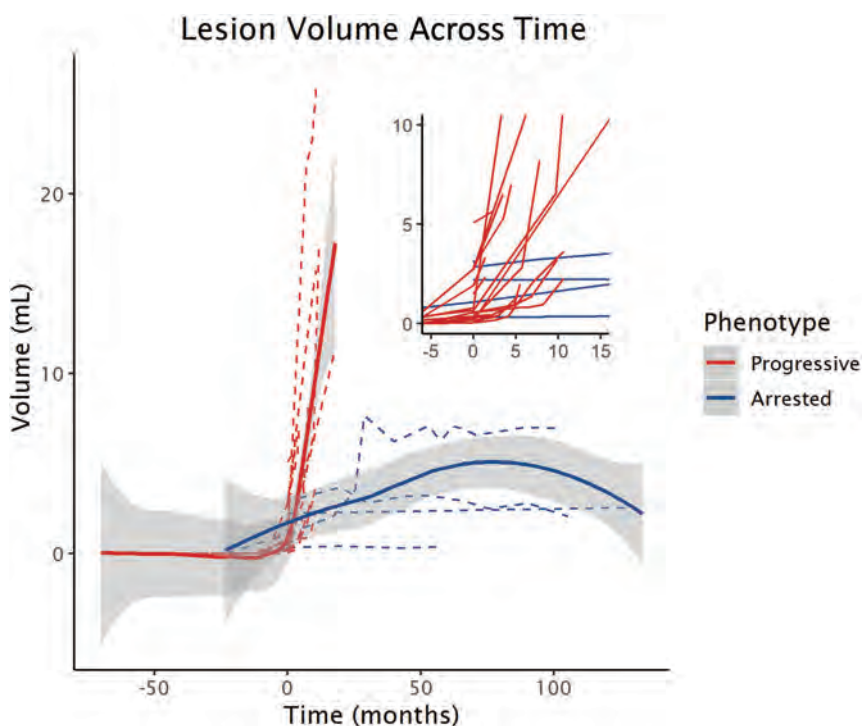 Lesion Volume Across Time
Volume (mL)
20
10
0
10
5
0
-5 0 5 10 15
Phenotype
Progressive
Arrested
-50 0 50 100
Time (months)